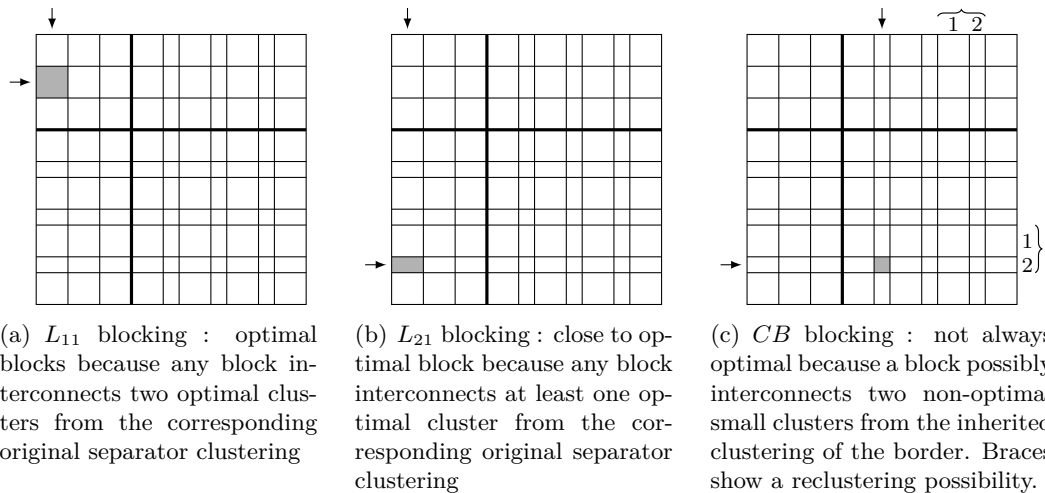 1 2
1
2
(a) L11 blocking : optimal
blocks because any block in-
terconnects two optimal clus-
ters from the corresponding
original separator clustering
(b) L21 blocking : close to op-
timal block because any block
interconnects at least one op-
timal cluster from the cor-
responding original separator
clustering
(c) CB blocking : not always
optimal because a block possibly
interconnects two non-optimal
small clusters from the inherited
clustering of the border. Braces
show a reclustering possibility.